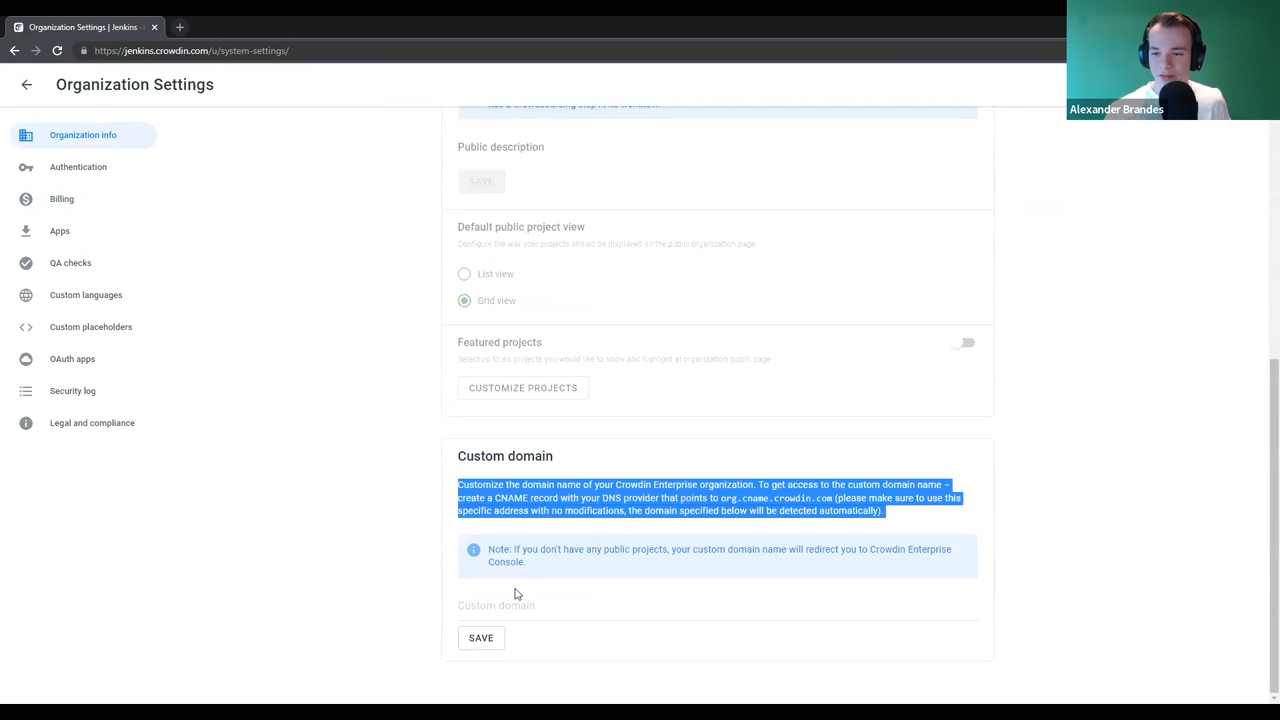 Organization Settings | Jenkins
https://jenkins.crowdin.com/u/system-settings/
Alexander Brandes
Organization Settings
Organization info
Authentication
Billing
Apps
QA checks
Custom languages
Custom placeholders
OAuth apps
Security log
Legal and compliance
Public description
SAVE
Default public project view
Configure the way your projects should be displayed on the public organization page
List view
Grid view
Featured projects
Select up to six projects you would like to show and highlight at organization public page
CUSTOMIZE PROJECTS
Custom domain
Customize the domain name of your Crowdin Enterprise organization. To get access to the custom domain name –
create a CNAME record with your DNS provider that points to org.cname.crowdin.com (please make sure to use this
specific address with no modifications, the domain specified below will be detected automatically).
Note: If you don't have any public projects, your custom domain name will redirect you to Crowdin Enterprise
Console.
Custom domain
SAVE